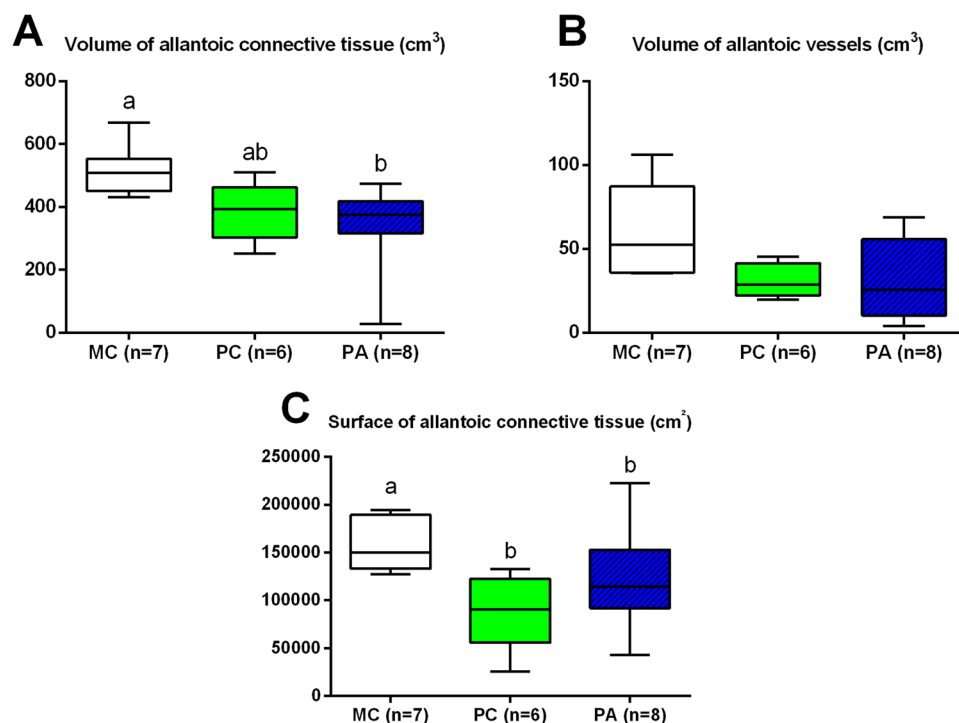 A
Volume of allantoic connective tissue (cm³)
800
600
400
200
0
a
ab
b
MC (n=7)
PC (n=6)
PA (n=8)
B
Volume of allantoic vessels (cm³)
150
100
50
0
MC (n=7)
PC (n=6)
PA (n=8)
C
Surface of allantoic connective tissue (cm²)
250000
200000
150000
100000
50000
0
a
b
b
MC (n=7)
PC (n=6)
PA (n=8)